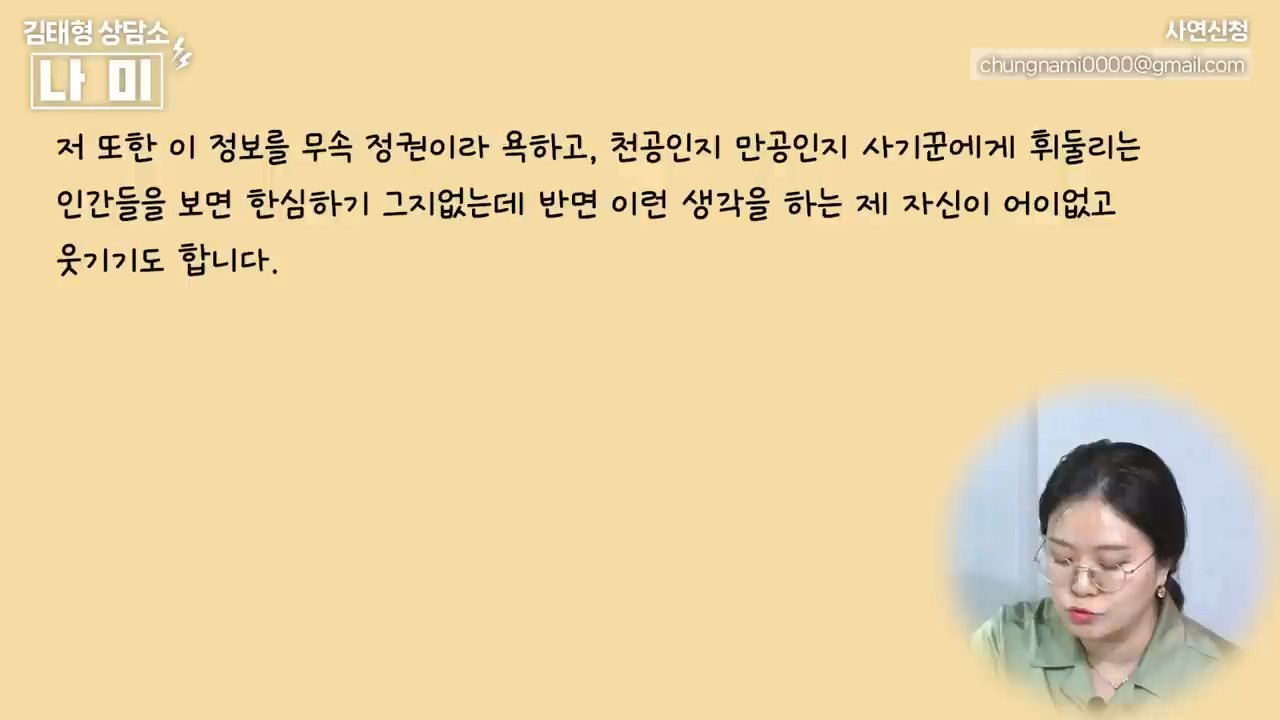 김태형 상담소
나 미
사연신청
chungnami0000@gmail.com
저 또한 이 정보를 무속 정권이라 욕하고, 천공인지 만공인지 사기꾼에게 휘둘리는
인간들을 보면 한심하기 그지없는데 반면 이런 생각을 하는 제 자신이 어이없고
웃기기도 합니다.